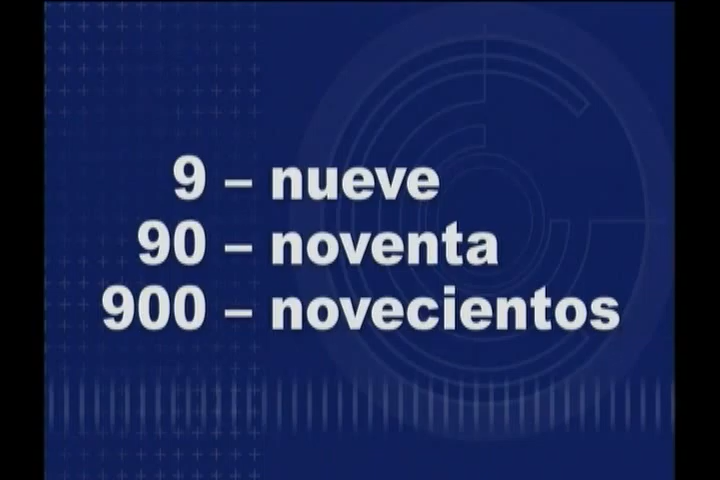 9 – nueve
90 – noventa
900 – novecientos